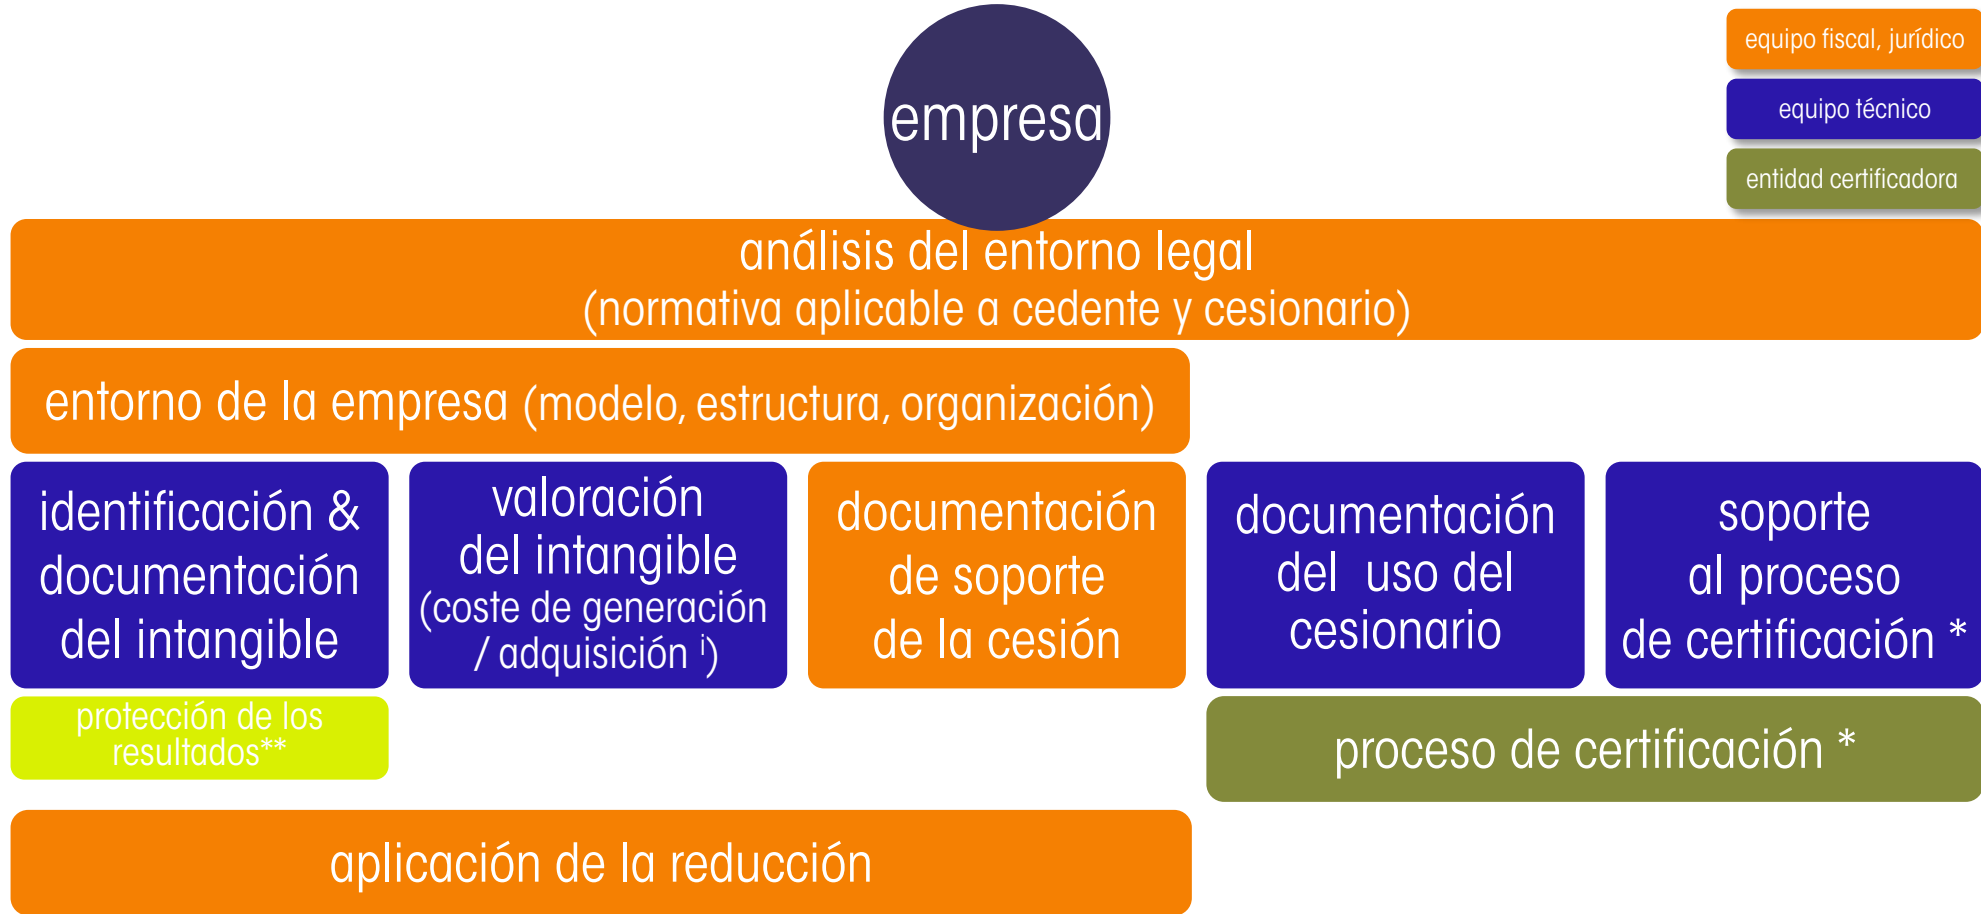 empresa
equipo fiscal, jurídico
equipo técnico
entidad certificadora
análisis del entorno legal
(normativa aplicable a cedente y cesionario)
entorno de la empresa (modelo, estructura, organización)
identificación &
documentación
del intangible
valoración
del intangible
(coste de generación
/ adquisición i)
documentación
de soporte
de la cesión
documentación
del uso del
cesionario
soporte
al proceso
de certificación *
protección de los
resultados**
proceso de certificación *
aplicación de la reducción